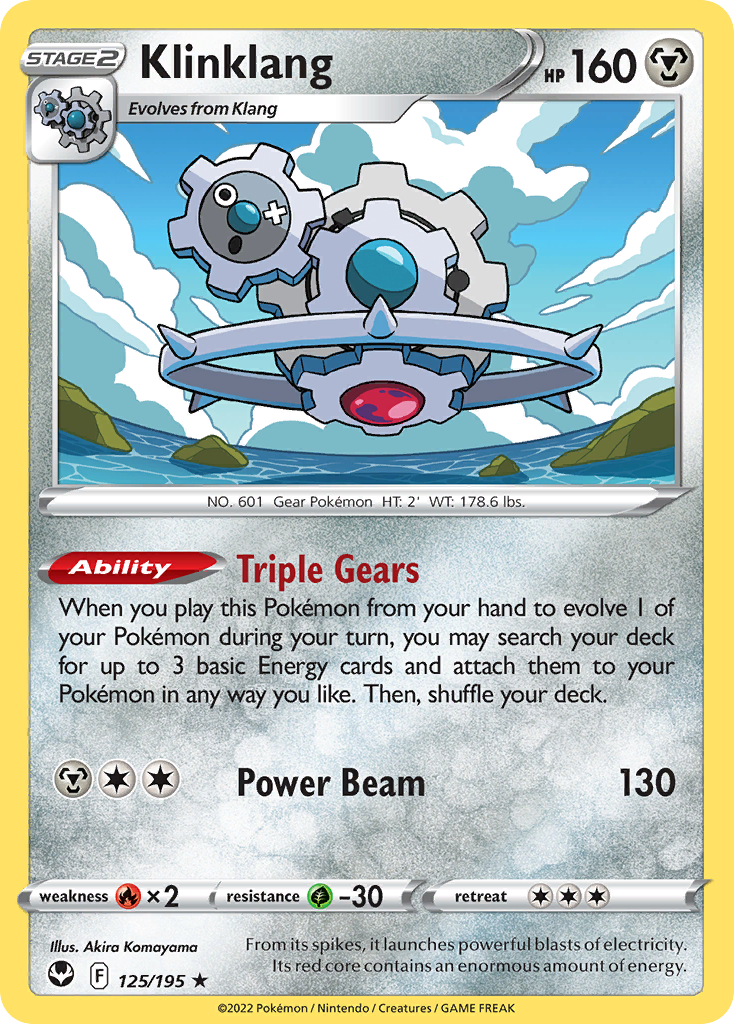 STAGE 2
Klinklang
HP 160
Evolves from Klang
NO. 601 Gear Pokémon HT: 2' WT: 178.6 lbs.
Ability Triple Gears
When you play this Pokémon from your hand to evolve 1 of
your Pokémon during your turn, you may search your deck
for up to 3 basic Energy cards and attach them to your
Pokémon in any way you like. Then, shuffle your deck.
Power Beam 130
weakness ×2 resistance -30 retreat
Illus. Akira Komayama
From its spikes, it launches powerful blasts of electricity.
Its red core contains an enormous amount of energy.
F 125/195 ★
©2022 Pokémon / Nintendo / Creatures / GAME FREAK